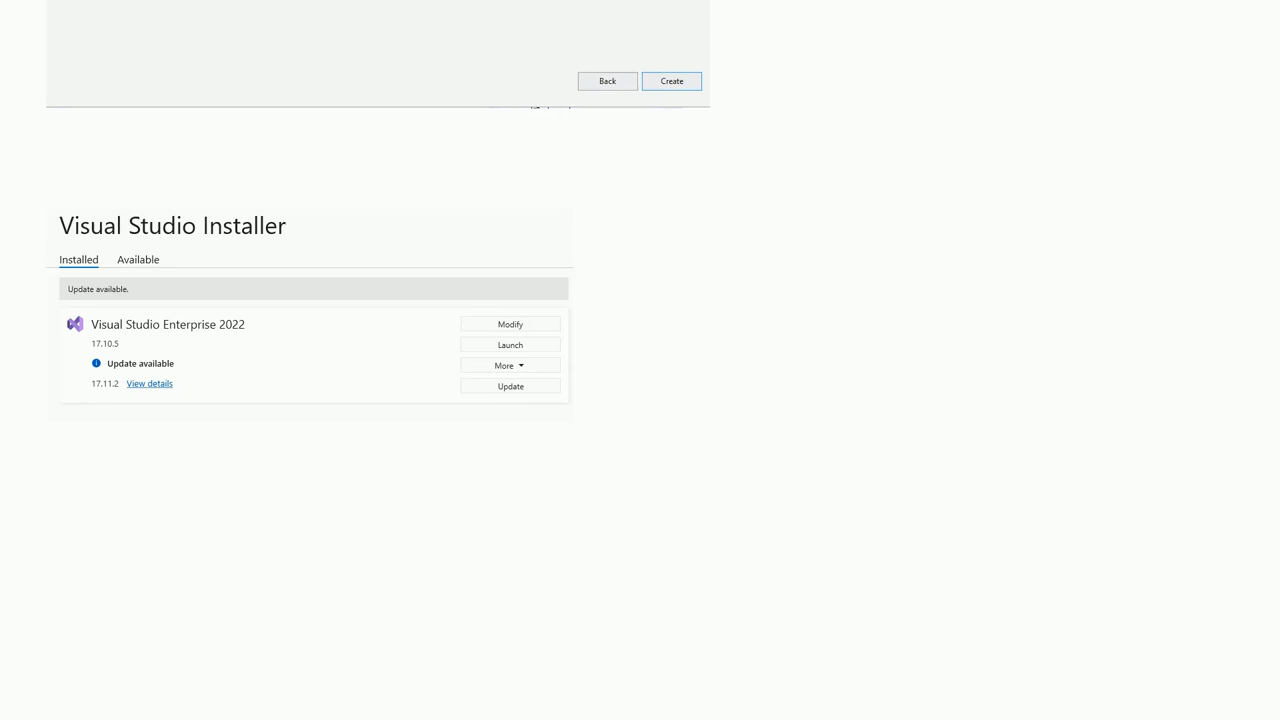 Back
Create
Visual Studio Installer
Installed
Available
Update available.
Visual Studio Enterprise 2022
Modify
17.10.5
Launch
Update available
More
17.11.2 View details
Update